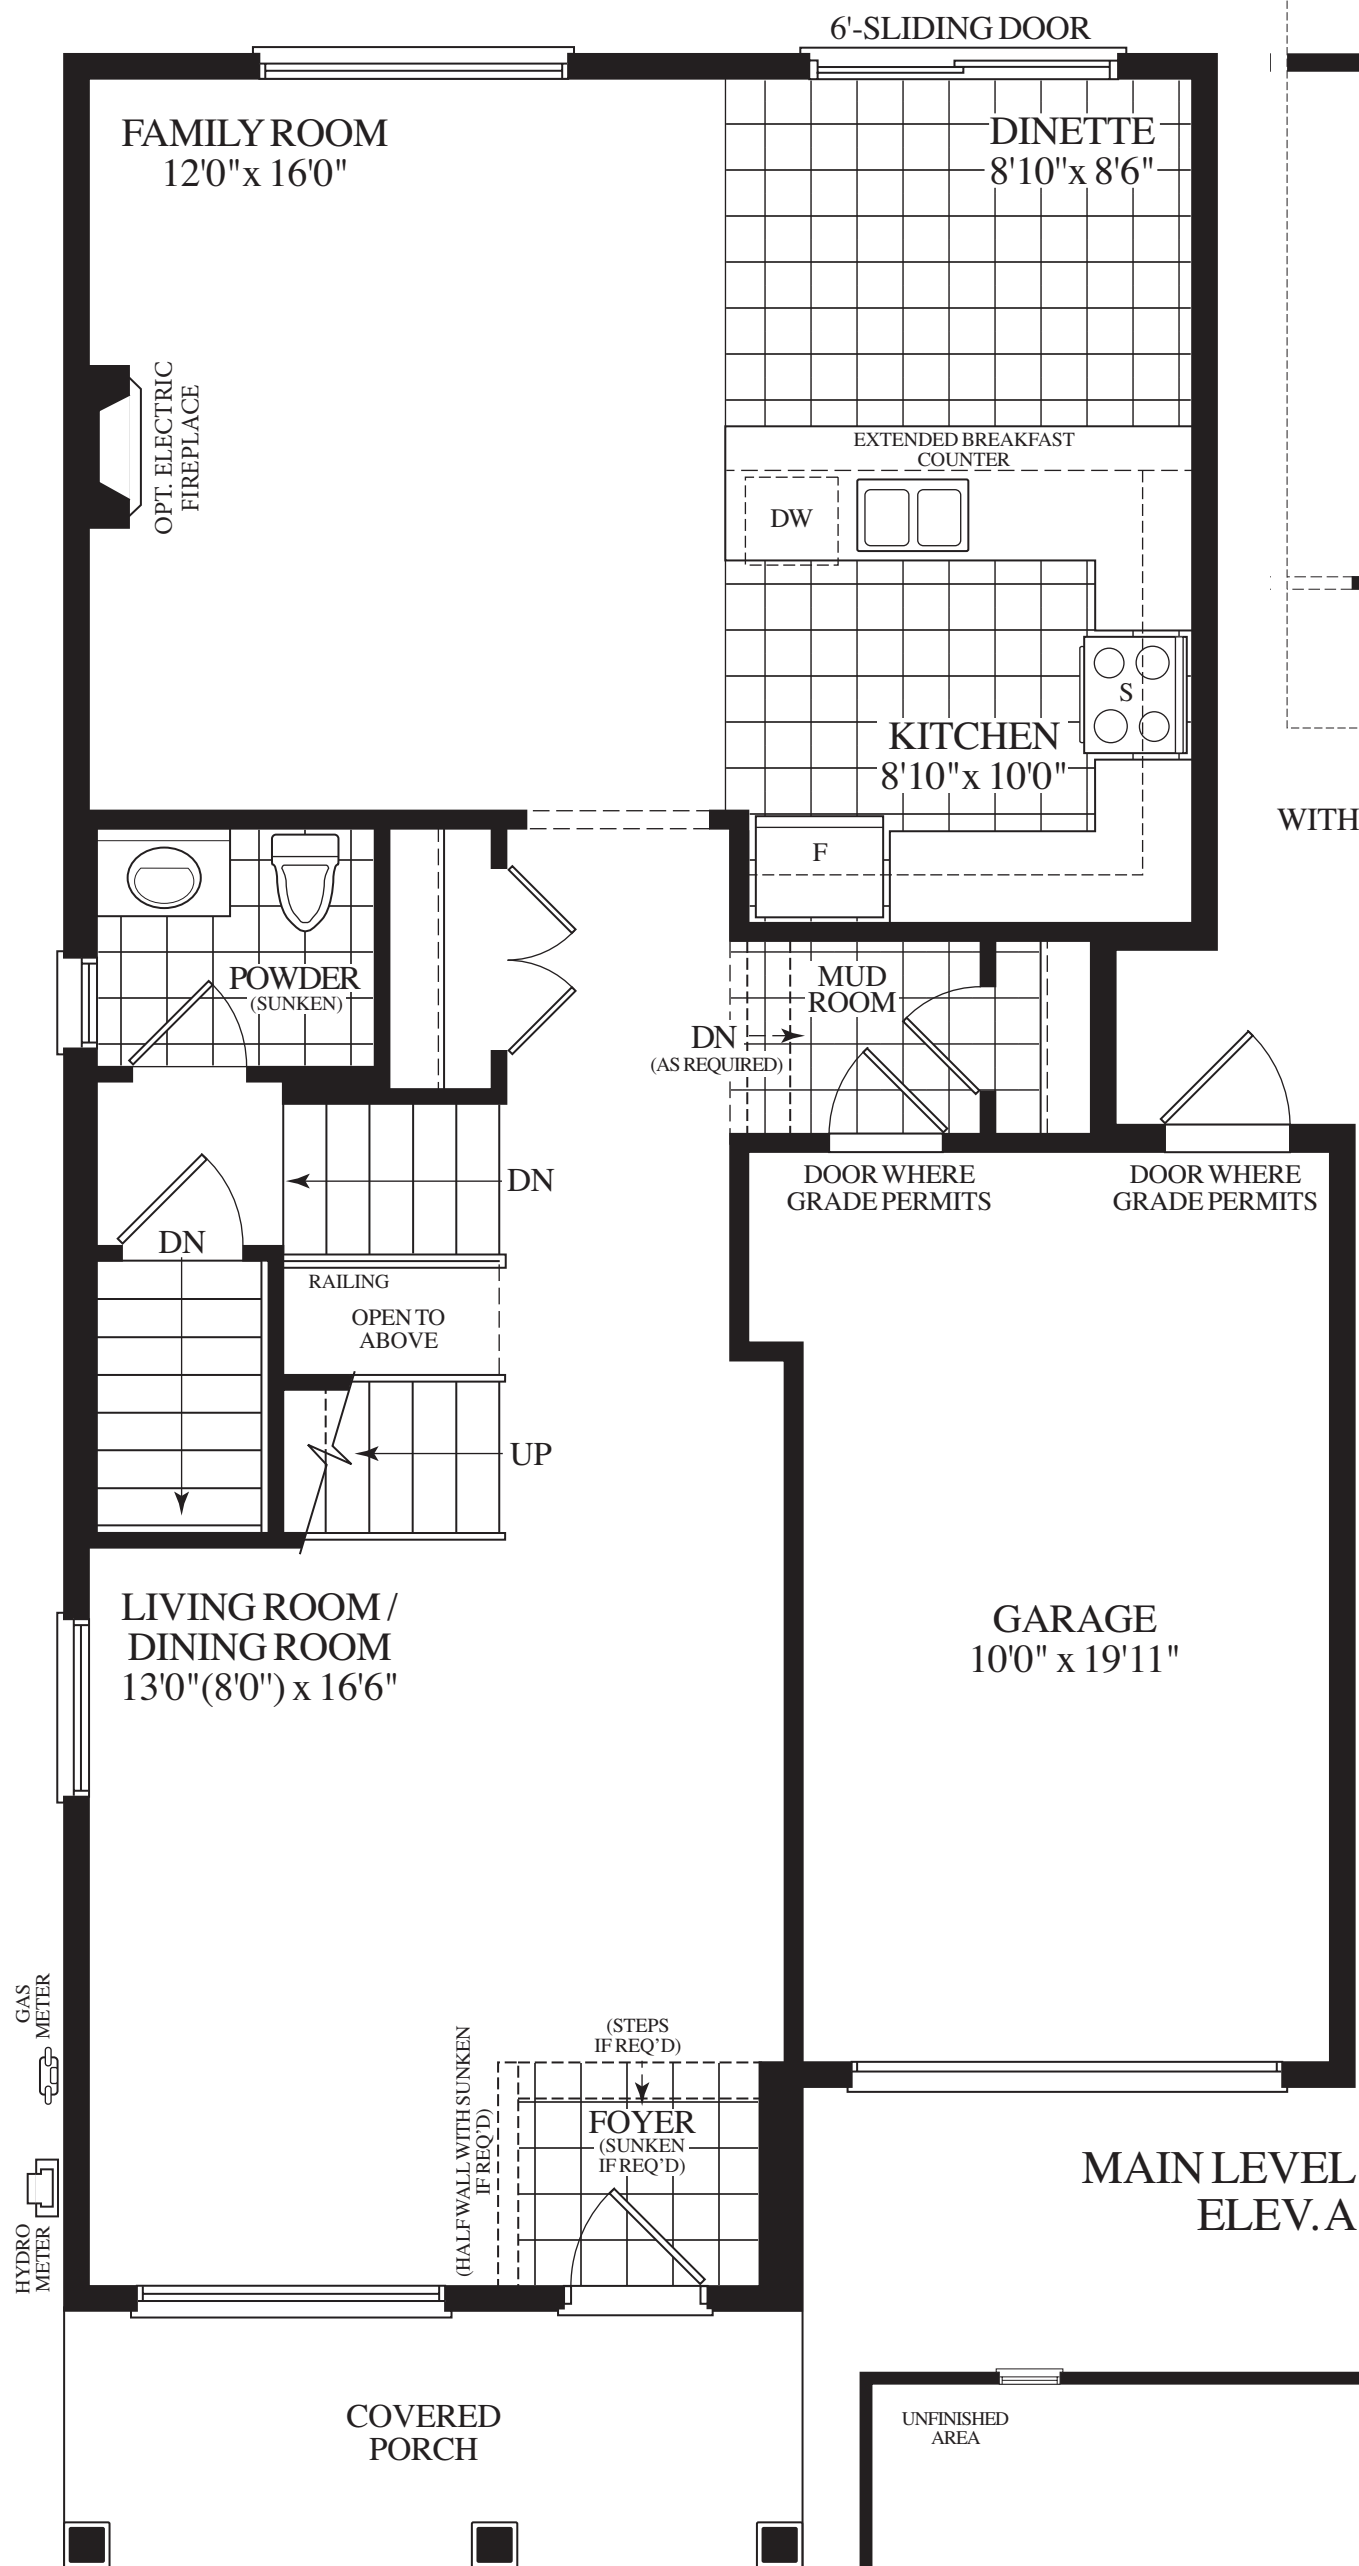 6'-SLIDING DOOR
FAMILY ROOM
12'0"x 16'0"
DINETTE
8'10"x 8'6"
OPT. ELECTRIC
FIREPLACE
EXTENDED BREAKFAST
COUNTER
DW
S
KITCHEN
8'10"x 10'0"
WITH
F
POWDER
(SUNKEN)
MUD
ROOM
DN
(AS REQUIRED)
DN
DOOR WHERE
GRADE PERMITS
DOOR WHERE
GRADE PERMITS
DN
RAILING
OPEN TO
ABOVE
UP
LIVING ROOM /
DINING ROOM
13'0"(8'0") x 16'6"
GARAGE
10'0" x 19'11"
GAS
METER
HYDRO
METER
(STEPS
IF REQ'D)
(HALF WALL WITH SUNKEN
IF REQ'D)
FOYER
(SUNKEN
IF REQ'D)
MAIN LEVEL
ELEV. A
COVERED
PORCH
UNFINISHED
AREA